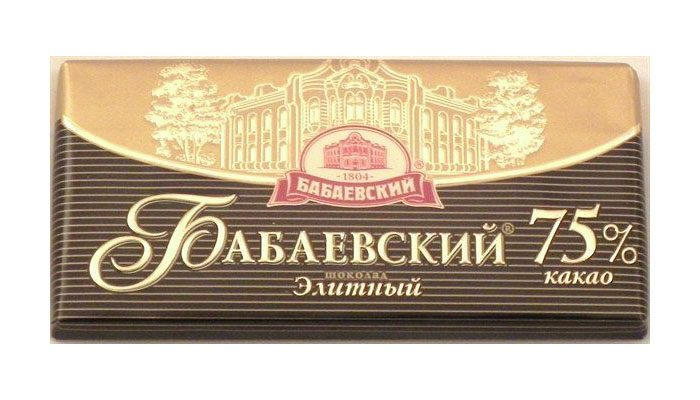 - 1804 -
БАБАЕВСКИЙ ®
БАБАЕВСКИЙ®
шоколад
Элитный
75%
какао